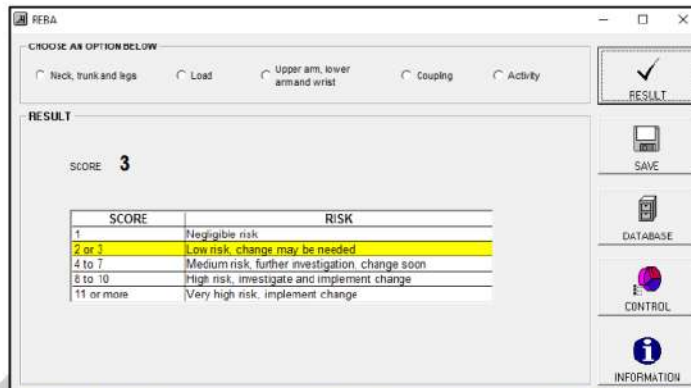 REBA
CHOOSE AN OPTION BELOW
Neck, trunk and legs
Load
Upper arm, lower
arm and wrist
Couping
Activity
RESULT
SCORE 3
SCORE RISK
1 Negligible risk
2 or 3 Low risk, change may be needed
4 to 7 Medium risk, further investigation, change soon
8 to 10 High risk, investigate and implement change
11 or more Very high risk, implement change
RESULT
SAVE
DATABASE
CONTROL
INFORMATION